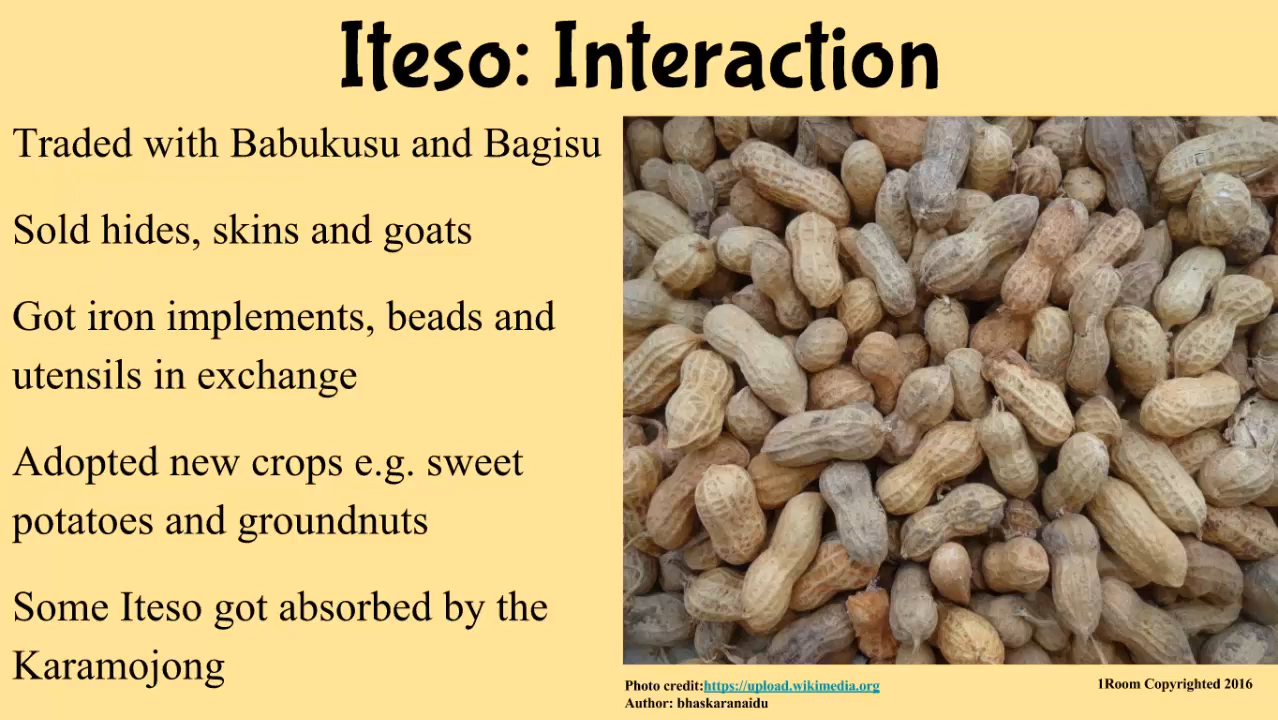 Iteso: Interaction
Traded with Babukusu and Bagisu
Sold hides, skins and goats
Got iron implements, beads and
utensils in exchange
Adopted new crops e.g. sweet
potatoes and groundnuts
Some Iteso got absorbed by the
Karamojong
Photo credit:https://upload.wikimedia.org
Author: bhaskaranaidu
1Room Copyrighted 2016